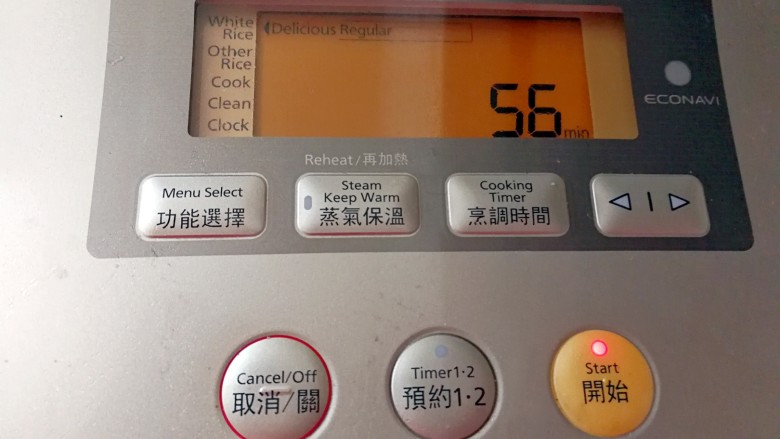 White
Rice
Other
Rice
Cook
Clean
Clock
Delicious Regular
56 min
ECONAVI
Reheat/再加熱
Menu Select
功能選擇
Steam
Keep Warm
蒸氣保溫
Cooking
Timer
烹調時間
Cancel/Off
取消/關
Timer1·2
預約1·2
Start
開始